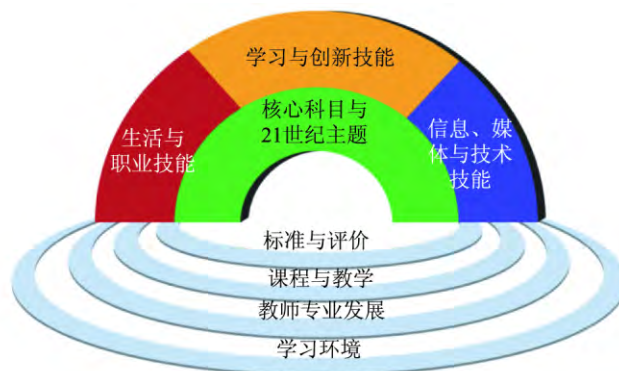 学习与创新技能
核心科目与
21世纪主题
生活与
职业技能
信息、媒
体与技术
技能
标准与评价
课程与教学
教师专业发展
学习环境